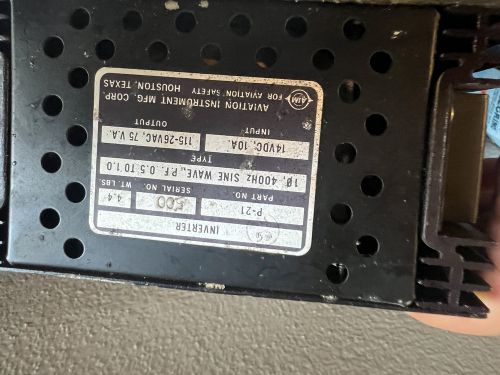 INVERTER
PART NO. SERIAL NO. WT. LBS.
P-21 500 4.4
TYPE
1Ø, 400Hz SINE WAVE, P.F. 0.5 TO 1.0
INPUT OUTPUT
14VDC, 10A. 115-26VAC, 75 V.A.
AIM
AVIATION INSTRUMENT MFG. CORP.
FOR AVIATION SAFETY HOUSTON, TEXAS